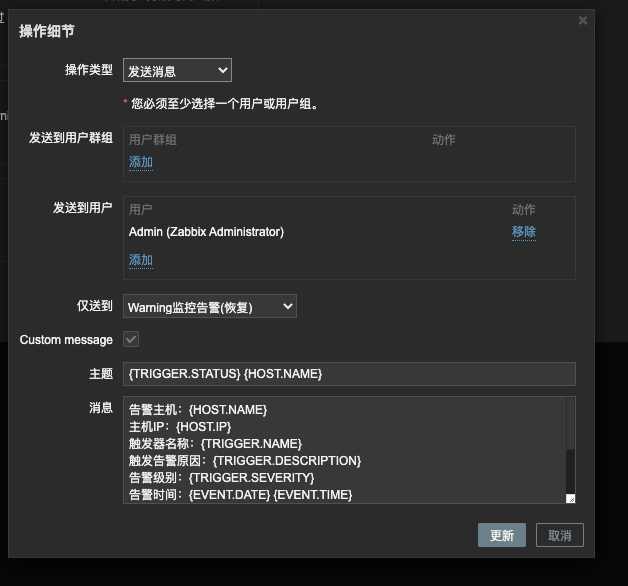 操作细节
操作类型 发送消息
* 您必须至少选择一个用户或用户组。
发送到用户群组 用户群组 动作
添加
发送到用户 用户 动作
Admin (Zabbix Administrator) 移除
添加
仅送到 Warning监控告警(恢复)
Custom message
主题 {TRIGGER.STATUS} {HOST.NAME}
消息 告警主机：{HOST.NAME}
主机IP：{HOST.IP}
触发器名称：{TRIGGER.NAME}
触发告警原因：{TRIGGER.DESCRIPTION}
告警级别：{TRIGGER.SEVERITY}
告警时间：{EVENT.DATE} {EVENT.TIME}
更新 取消